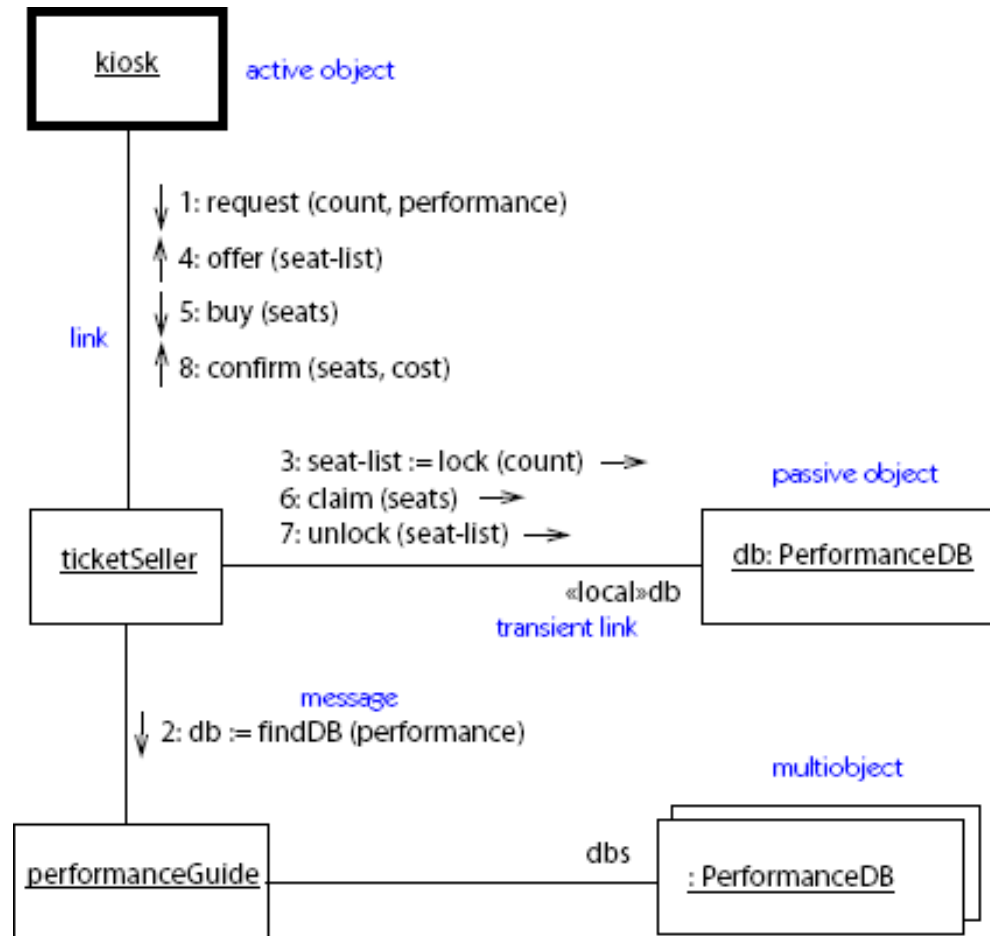 kiosk
active object
1: request (count, performance)
4: offer (seat-list)
5: buy (seats)
link
8: confirm (seats, cost)
3: seat-list := lock (count)
passive object
6: claim (seats)
7: unlock (seat-list)
ticketSeller
db: PerformanceDB
«local»db
transient link
message
2: db := findDB (performance)
multiobject
dbs
performanceGuide
: PerformanceDB